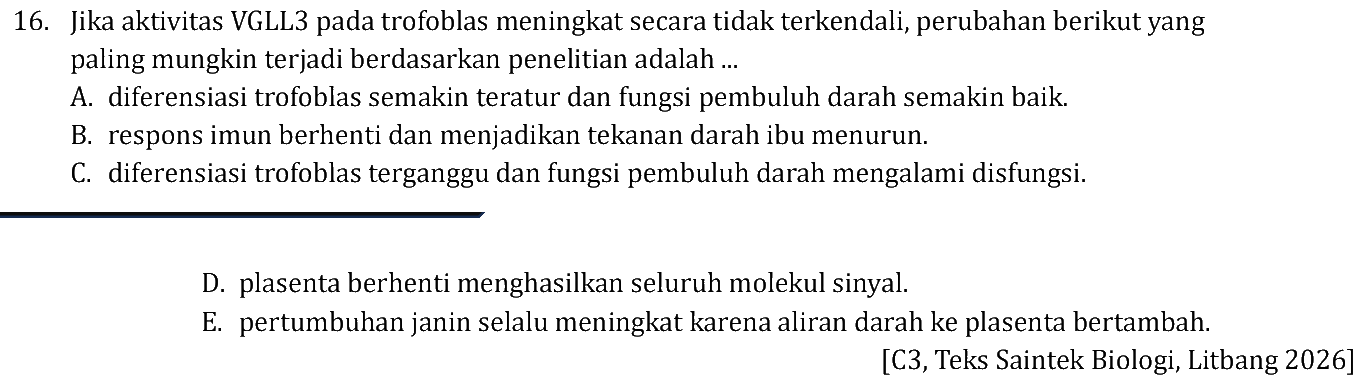 16. Jika aktivitas VGLL3 pada trofoblas meningkat secara tidak terkendali, perubahan berikut yang
paling mungkin terjadi berdasarkan penelitian adalah ...
A. diferensiasi trofoblas semakin teratur dan fungsi pembuluh darah semakin baik.
B. respons imun berhenti dan menjadikan tekanan darah ibu menurun.
C. diferensiasi trofoblas terganggu dan fungsi pembuluh darah mengalami disfungsi.
D. plasenta berhenti menghasilkan seluruh molekul sinyal.
E. pertumbuhan janin selalu meningkat karena aliran darah ke plasenta bertambah.
[C3, Teks Saintek Biologi, Litbang 2026]